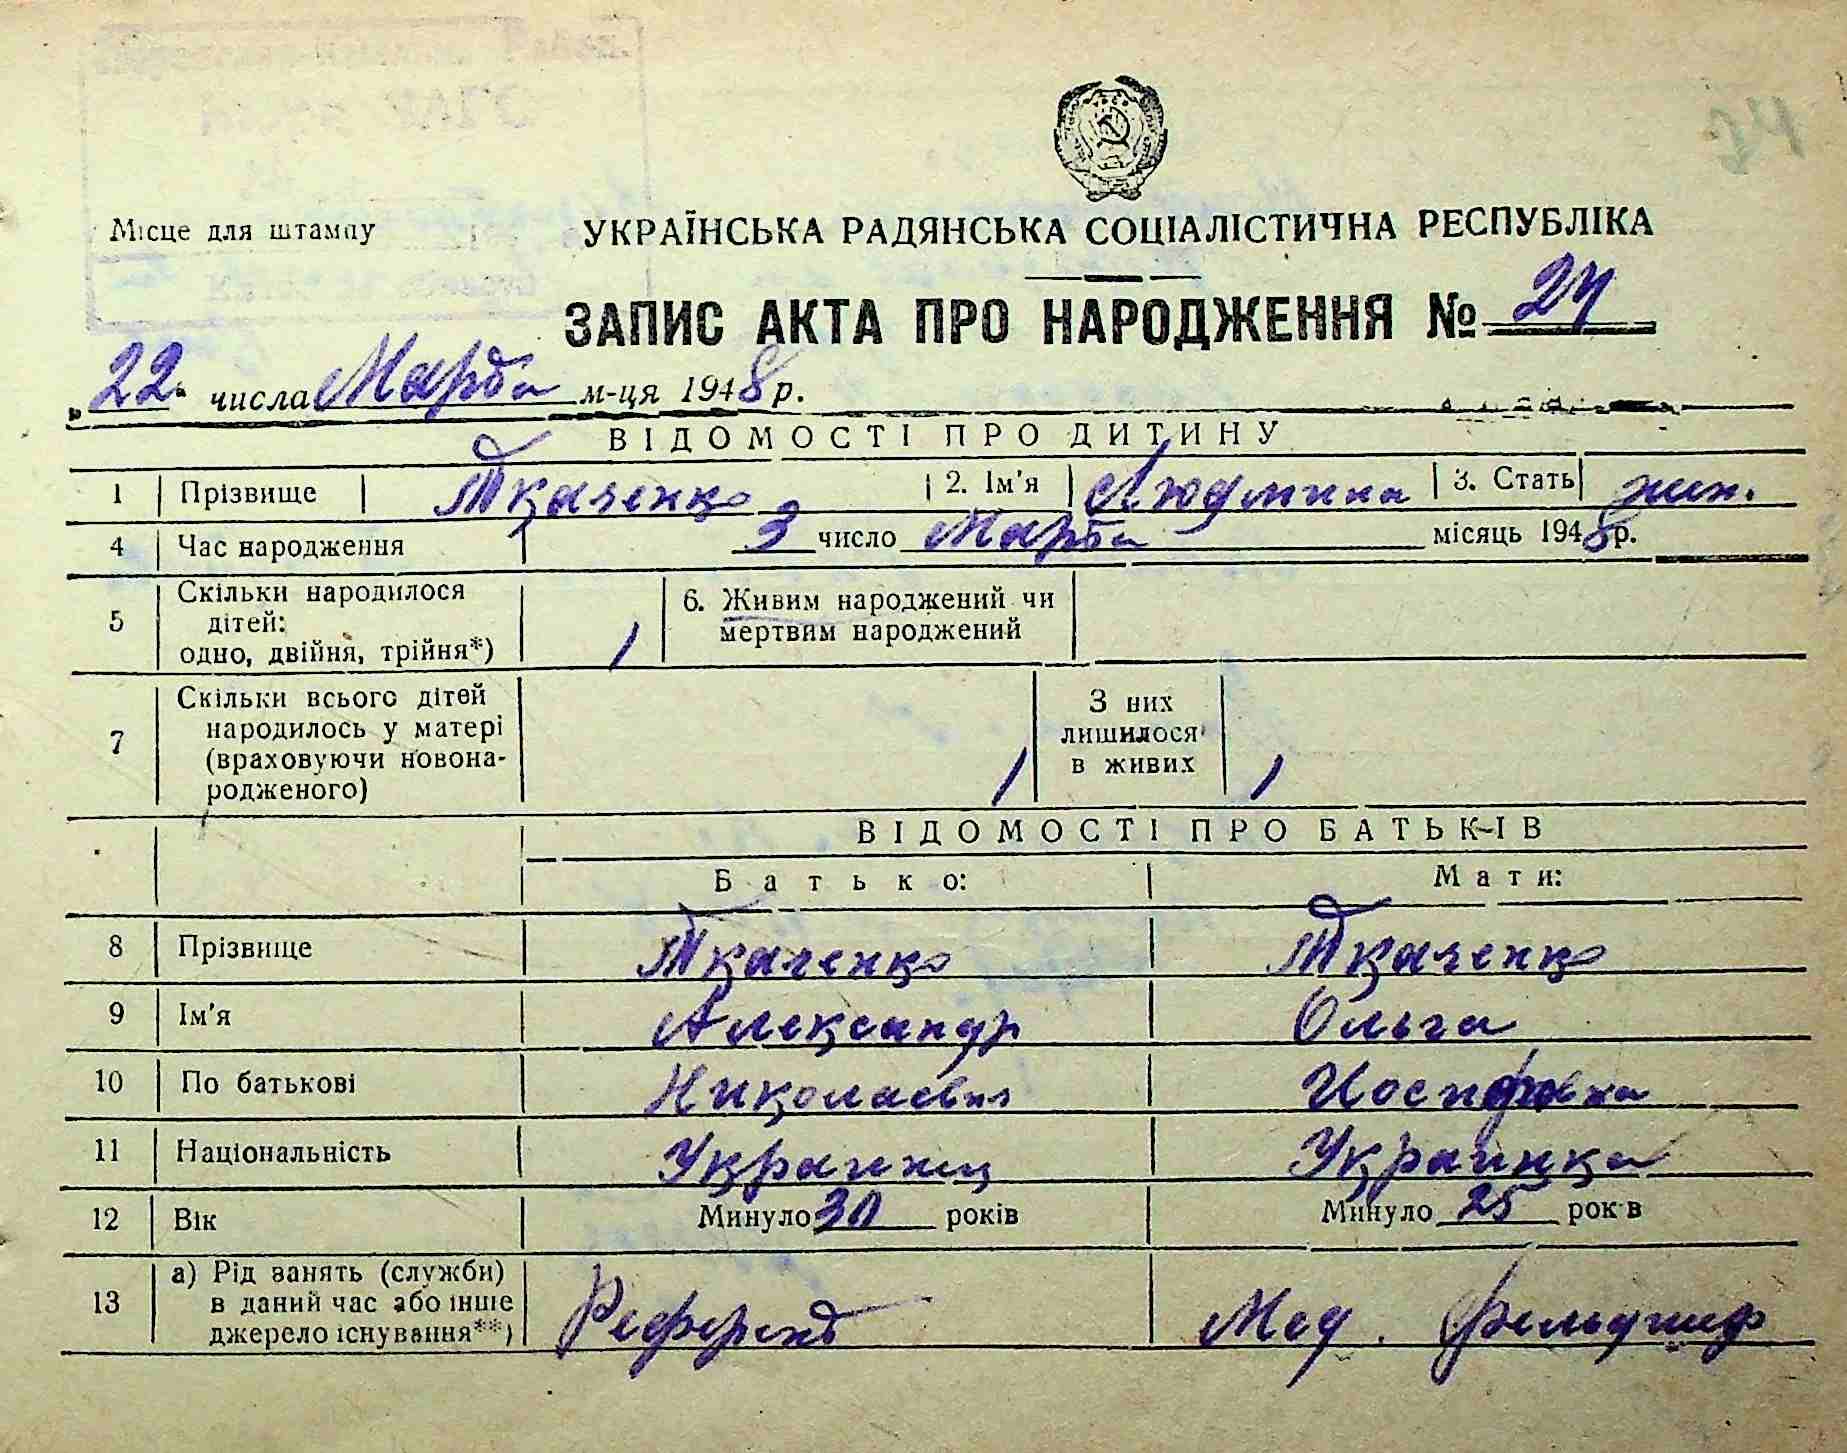 Місце для штампу
УКРАЇНСЬКА РАДЯНСЬКА СОЦІАЛІСТИЧНА РЕСПУБЛІКА
ЗАПИС АКТА ПРО НАРОДЖЕННЯ № 24
„22" числа Марта м-ця 1948 р.
ВІДОМОСТІ ПРО ДИТИНУ
1 Прізвище Ткаченко 2. Ім'я Людмила 3. Стать жен.
4 Час народження 3 число Марта місяць 1948 р.
5 Скільки народилося дітей: одно, двійня, трійня*) 1 6. Живим народжений чи мертвим народжений
7 Скільки всього дітей народилось у матері (враховуючи новонародженого) 1 З них лишилося в живих 1
ВІДОМОСТІ ПРО БАТЬКІВ
Батько: Мати:
8 Прізвище Ткаченко Ткаченко
9 Ім'я Александр Ольга
10 По батькові Николаевич Иосифовна
11 Національність Украинец Украинка
12 Вік Минуло 30 років Минуло 25 років
13 а) Рід занять (служби) в даний час або інше джерело існування**) Референт Мед. фельдшер